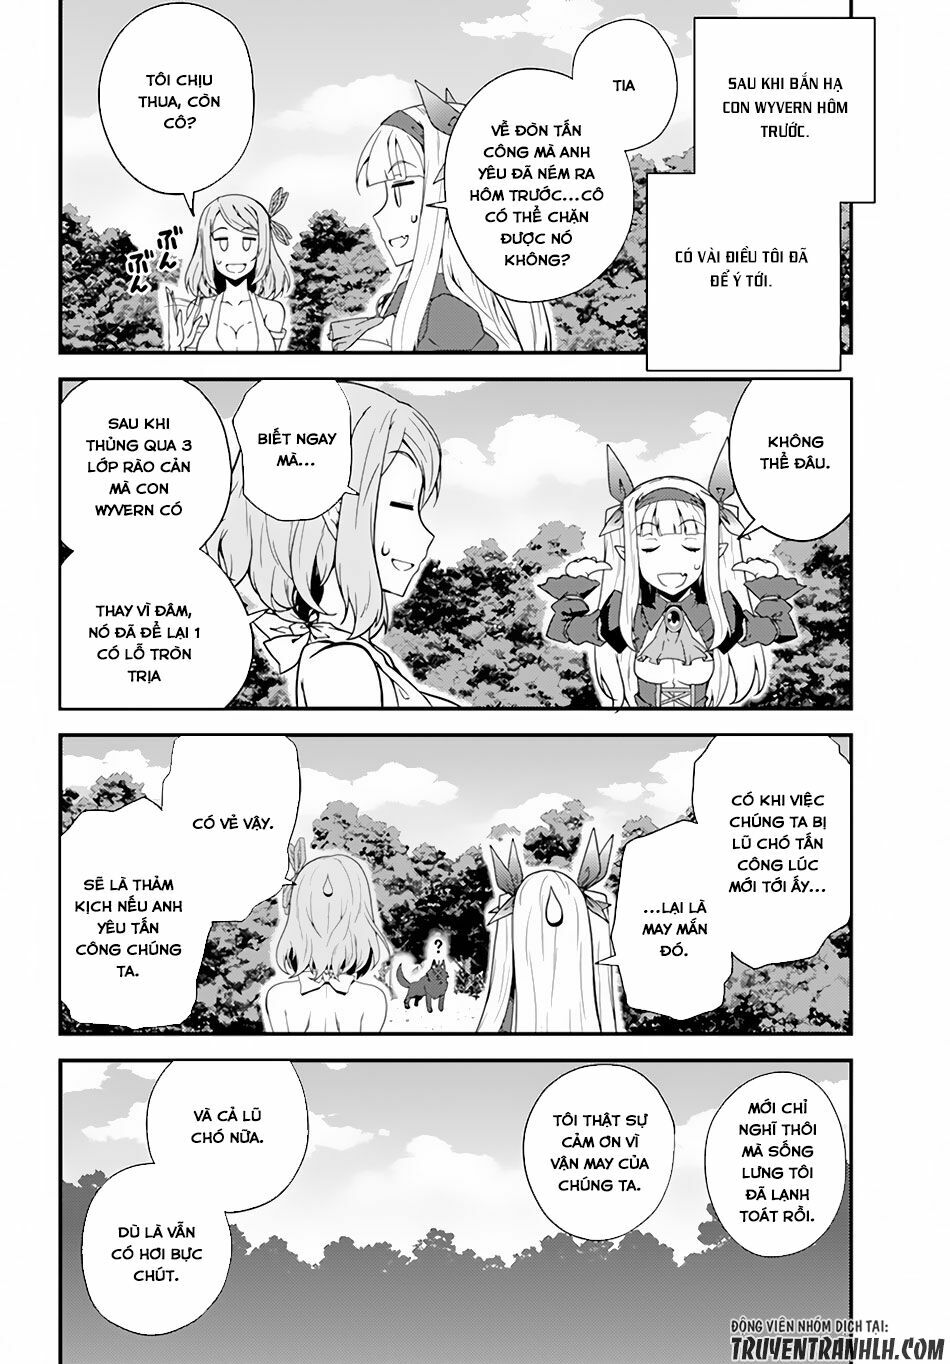 SAU KHI BẮN HẠ
CON WYVERN HÔM
TRƯỚC.
CÓ VÀI ĐIỀU TÔI ĐÃ
ĐỂ Ý TỚI.
TIA
VỀ ĐÒN TẤN
CÔNG MÀ ANH
YÊU ĐÃ NÉM RA
HÔM TRƯỚC...CÔ
CÓ THỂ CHẶN
ĐƯỢC NÓ
KHÔNG?
TÔI CHỊU
THUA, CÒN
CÔ?
ぶん
ぶん
KHÔNG
THỂ ĐÂU.
BIẾT NGAY
MÀ...
SAU KHI
THỦNG QUA 3
LỚP RÀO CẢN
MÀ CON
WYVERN CÓ
THAY VÌ ĐÂM,
NÓ ĐÃ ĐỂ LẠI 1
CÓ LỖ TRÒN
TRỊA
CÓ KHI VIỆC
CHÚNG TA BỊ
LŨ CHÓ TẤN
CÔNG LÚC
MỚI TỚI ẤY...
...LẠI LÀ
MAY MẮN
ĐÓ.
?
CÓ VẺ VẬY.
SẼ LÀ THẢM
KỊCH NẾU ANH
YÊU TẤN
CÔNG CHÚNG
TA.
MỚI CHỈ
NGHĨ THÔI
MÀ SỐNG
LƯNG TÔI
ĐÃ LẠNH
TOÁT RỒI.
TÔI THẬT SỰ
CẢM ƠN VÌ
VẬN MAY CỦA
CHÚNG TA.
VÀ CẢ LŨ
CHÓ NỮA.
DÙ LÀ VẪN
CÓ HƠI BỰC
CHÚT.
ĐỘNG VIÊN NHÓM DỊCH TẠI:
TRUYENTRANHLH.COM